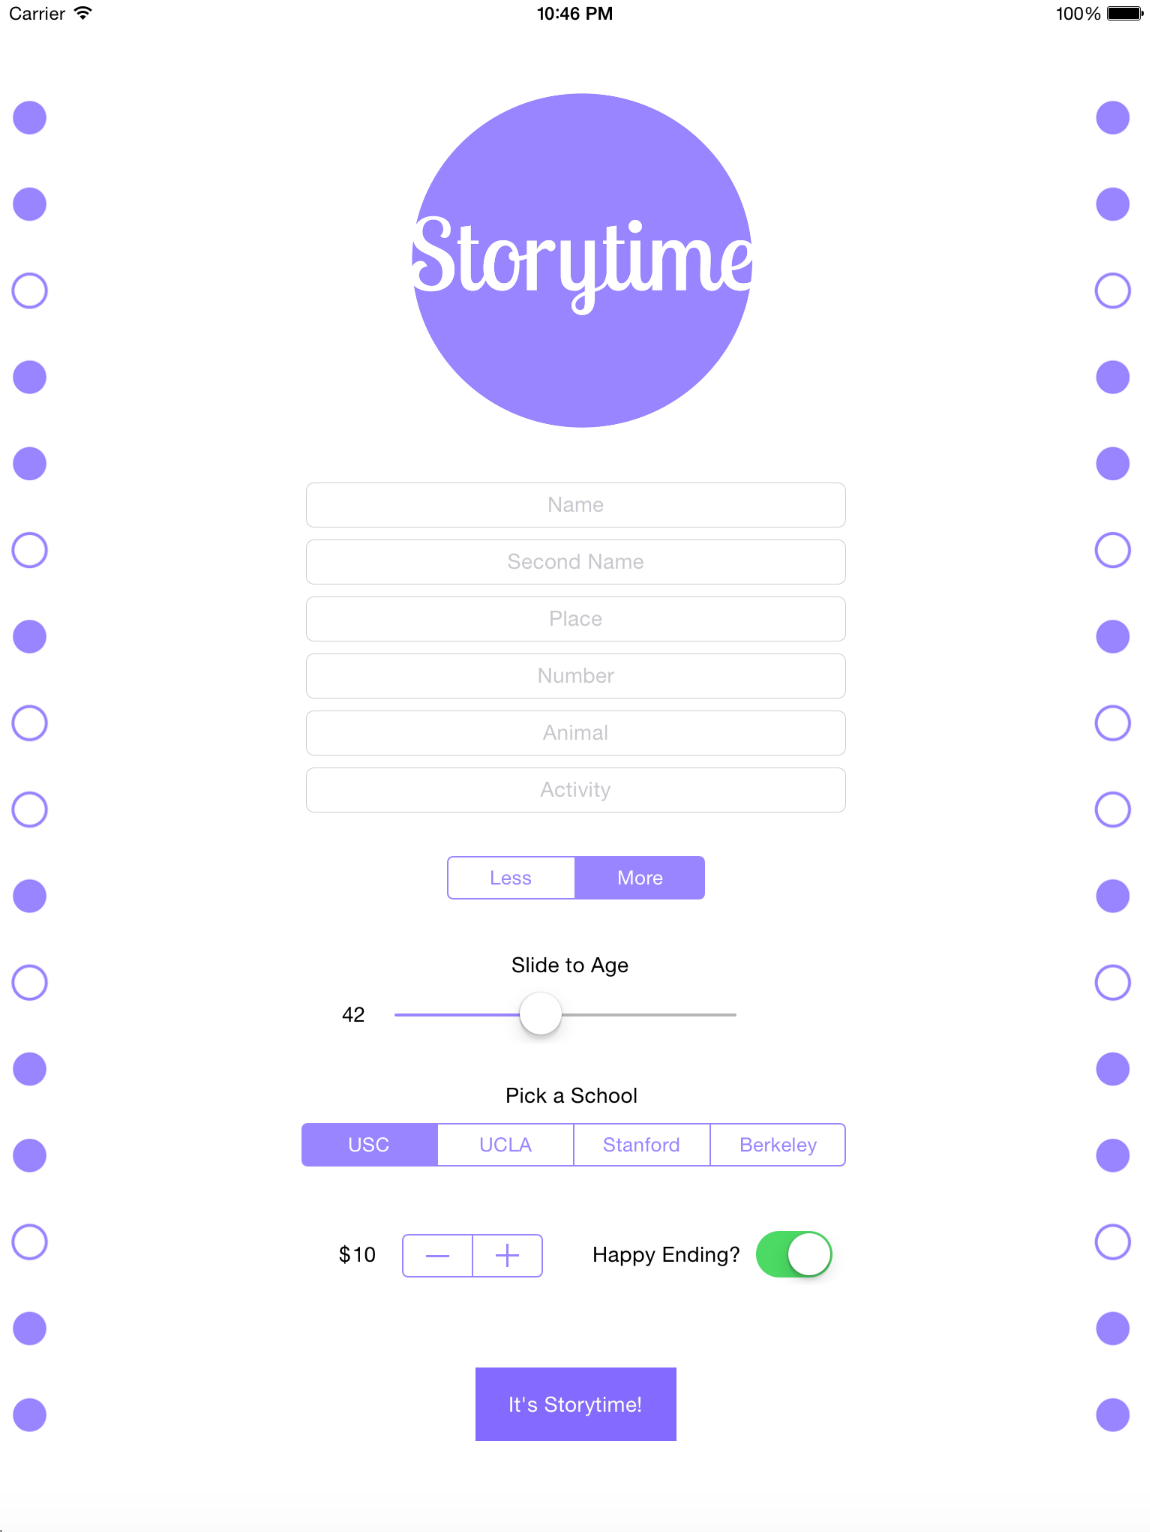 Carrier 10:46 PM 100%
Storytime
Name
Second Name
Place
Number
Animal
Activity
Less More
Slide to Age
42
Pick a School
USC UCLA Stanford Berkeley
$10 — + Happy Ending?
It's Storytime!